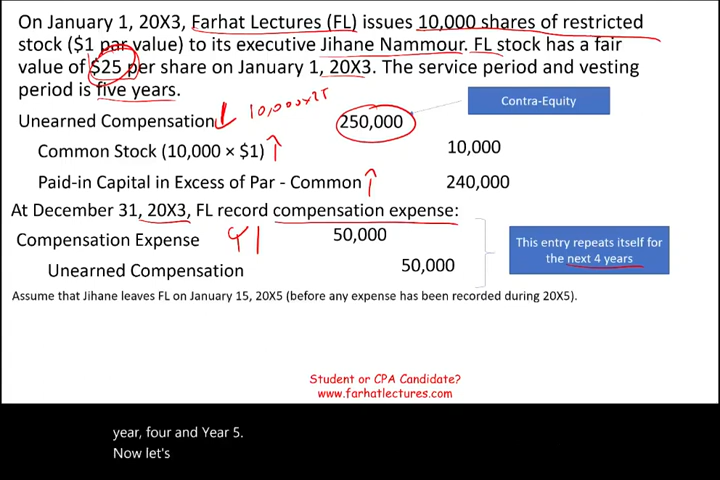 On January 1, 20X3, Farhat Lectures (FL) issues 10,000 shares of restricted
stock ($1 par value) to its executive Jihane Nammour. FL stock has a fair
value of $25 per share on January 1, 20X3. The service period and vesting
period is five years.
10,000x25
Contra-Equity
Unearned Compensation 250,000
Common Stock (10,000 × $1) 10,000
Paid-in Capital in Excess of Par - Common 240,000
At December 31, 20X3, FL record compensation expense:
Compensation Expense Y1 50,000
Unearned Compensation 50,000
This entry repeats itself for
the next 4 years
Assume that Jihane leaves FL on January 15, 20X5 (before any expense has been recorded during 20X5).
Student or CPA Candidate?
www.farhatlectures.com
year, four and Year 5.
Now let's